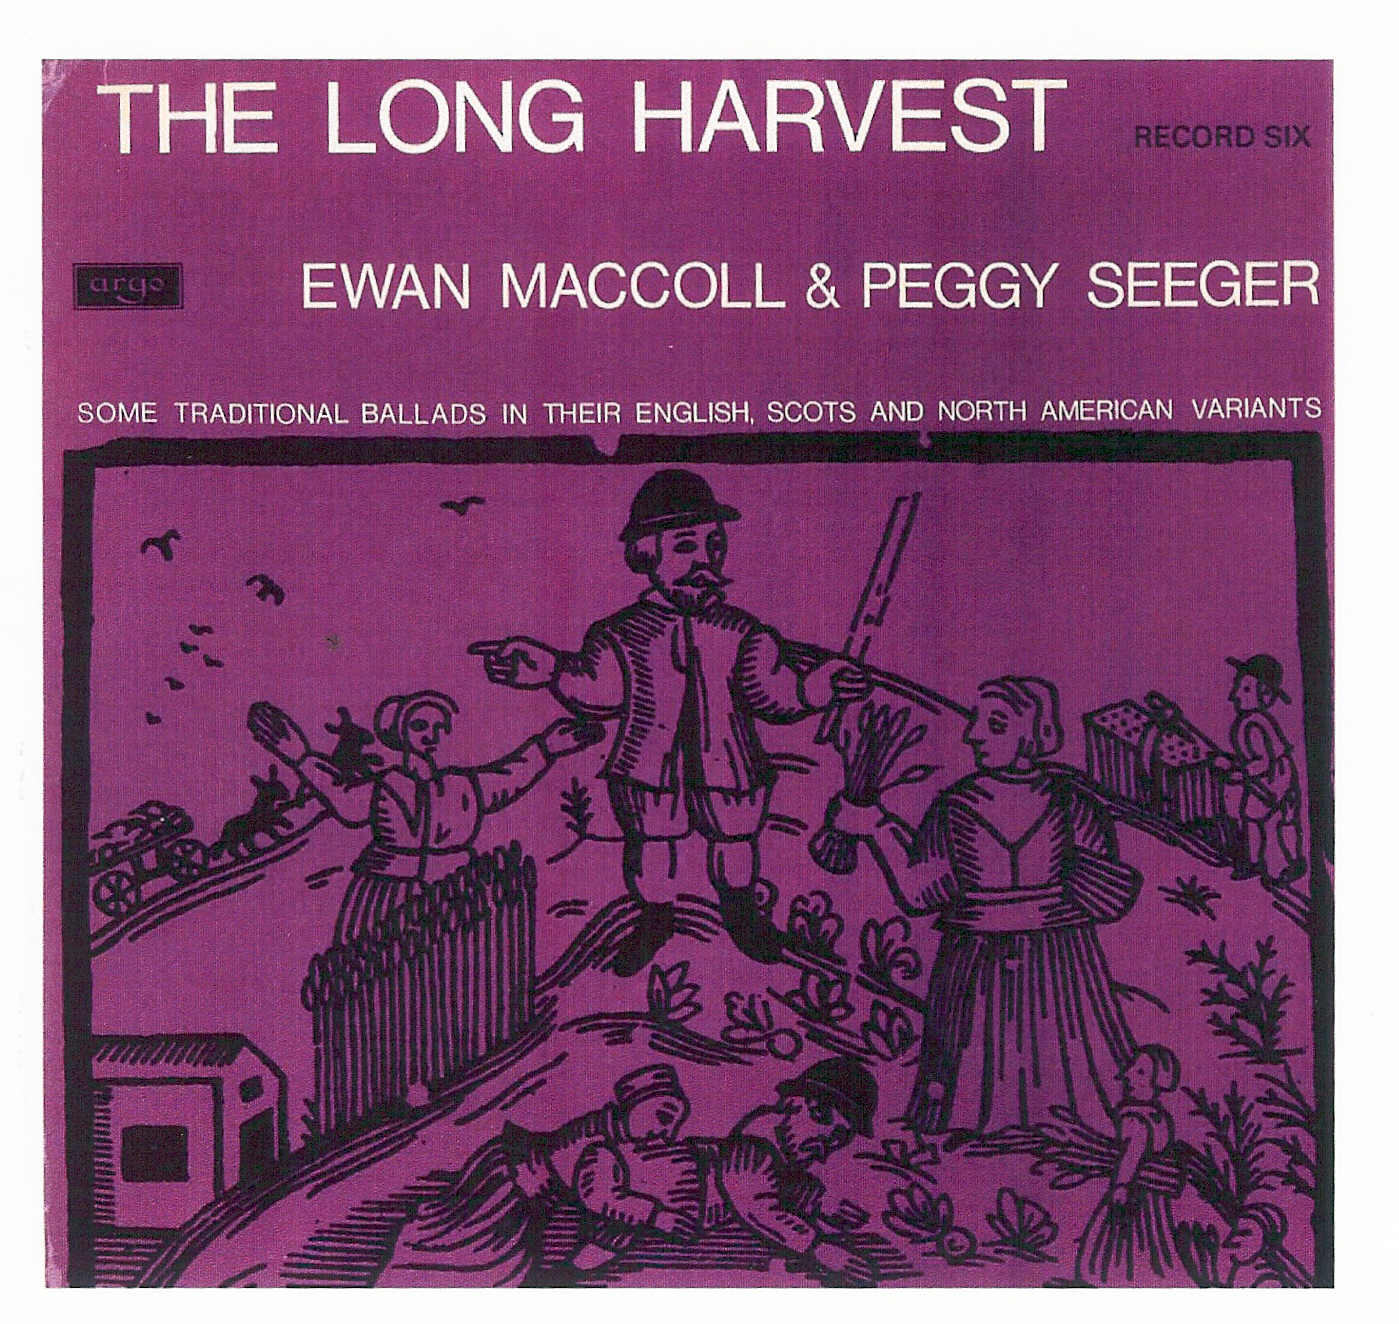 THE LONG HARVEST RECORD SIX
argo
EWAN MACCOLL & PEGGY SEEGER
SOME TRADITIONAL BALLADS IN THEIR ENGLISH, SCOTS AND NORTH AMERICAN VARIANTS